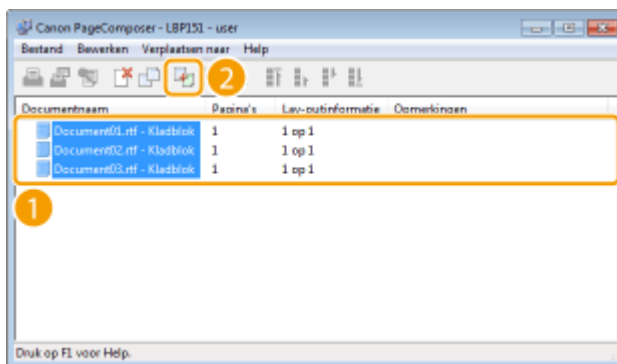 Canon PageComposer - LBP151 - user
Bestand Bewerken Verplaatsen naar Help
2
Documentnaam Pagina's Lay-outinformatie Opmerkingen
Document01.rtf - Kladblok 1 1 op 1
Document02.rtf - Kladblok 1 1 op 1
Document03.rtf - Kladblok 1 1 op 1
1
Druk op F1 voor Help.